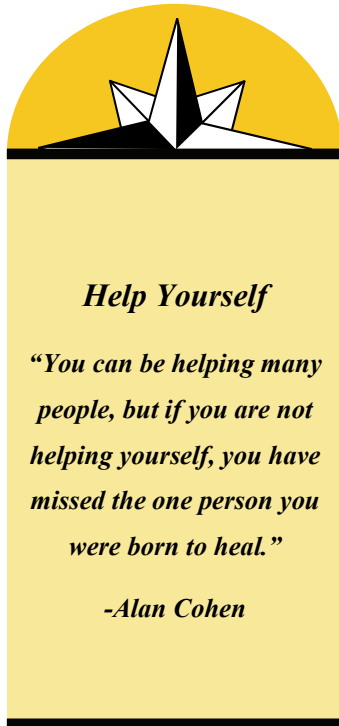 Help Yourself
“You can be helping many
people, but if you are not
helping yourself, you have
missed the one person you
were born to heal.”
-Alan Cohen